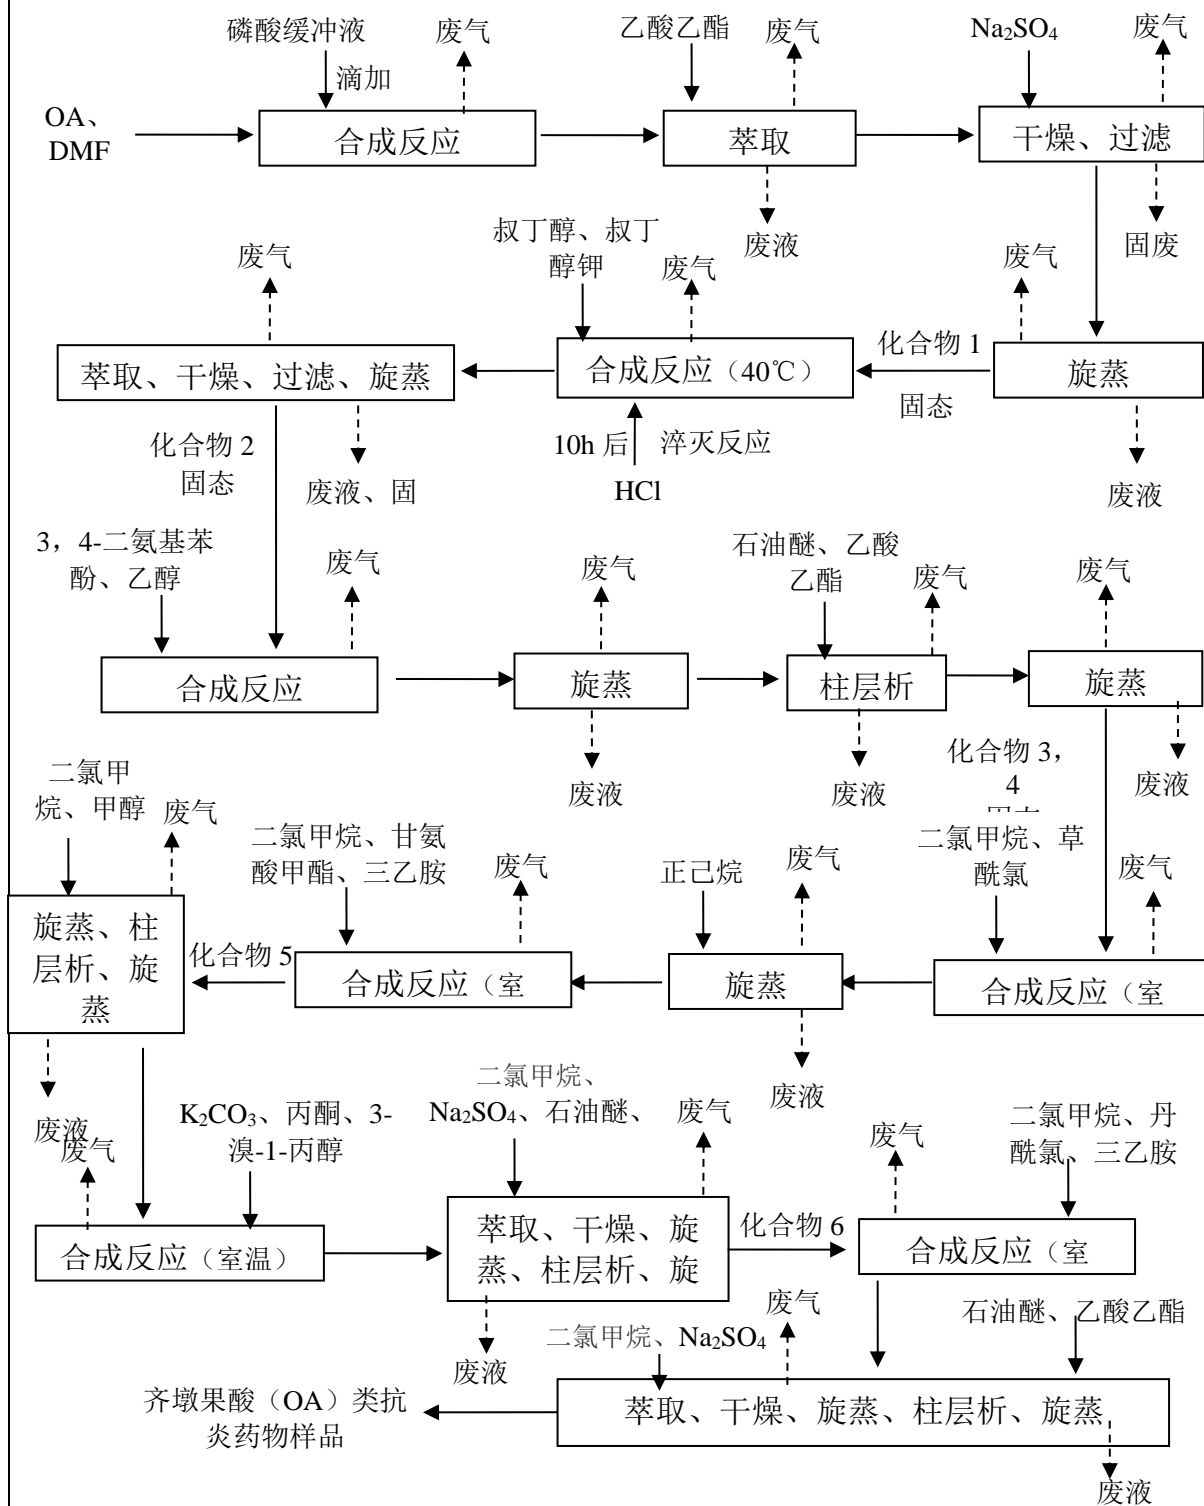 磷酸缓冲液
废气
乙酸乙酯
废气
Na₂SO₄
废气
滴加
OA、
DMF
合成反应
萃取
干燥、过滤
废液
固废
叔丁醇、叔丁
醇钾
废气
废气
废气
萃取、干燥、过滤、旋蒸
合成反应（40℃）
化合物 1
固态
旋蒸
化合物 2
固态
废液、固
10h 后
淬灭反应
HCl
废液
3，4-二氨基苯
酚、乙醇
废气
废气
石油醚、乙酸
乙酯
废气
废气
合成反应
旋蒸
柱层析
旋蒸
废液
废液
废液
化合物 3，
4
二氯甲
烷、甲醇
废气
二氯甲烷、甘氨
酸甲酯、三乙胺
废气
正己烷
废气
二氯甲烷、草
酰氯
废气
旋蒸、柱
层析、旋
蒸
化合物 5
合成反应（室
旋蒸
合成反应（室
废液
废液
废气
K₂CO₃、丙酮、3-
溴-1-丙醇
二氯甲烷、
Na₂SO₄、石油醚、
废气
废气
二氯甲烷、丹
酰氯、三乙胺
合成反应（室温）
萃取、干燥、旋
蒸、柱层析、旋
化合物 6
合成反应（室
废液
二氯甲烷、Na₂SO₄
废气
石油醚、乙酸乙酯
齐墩果酸（OA）类抗
炎药物样品
萃取、干燥、旋蒸、柱层析、旋蒸
废液